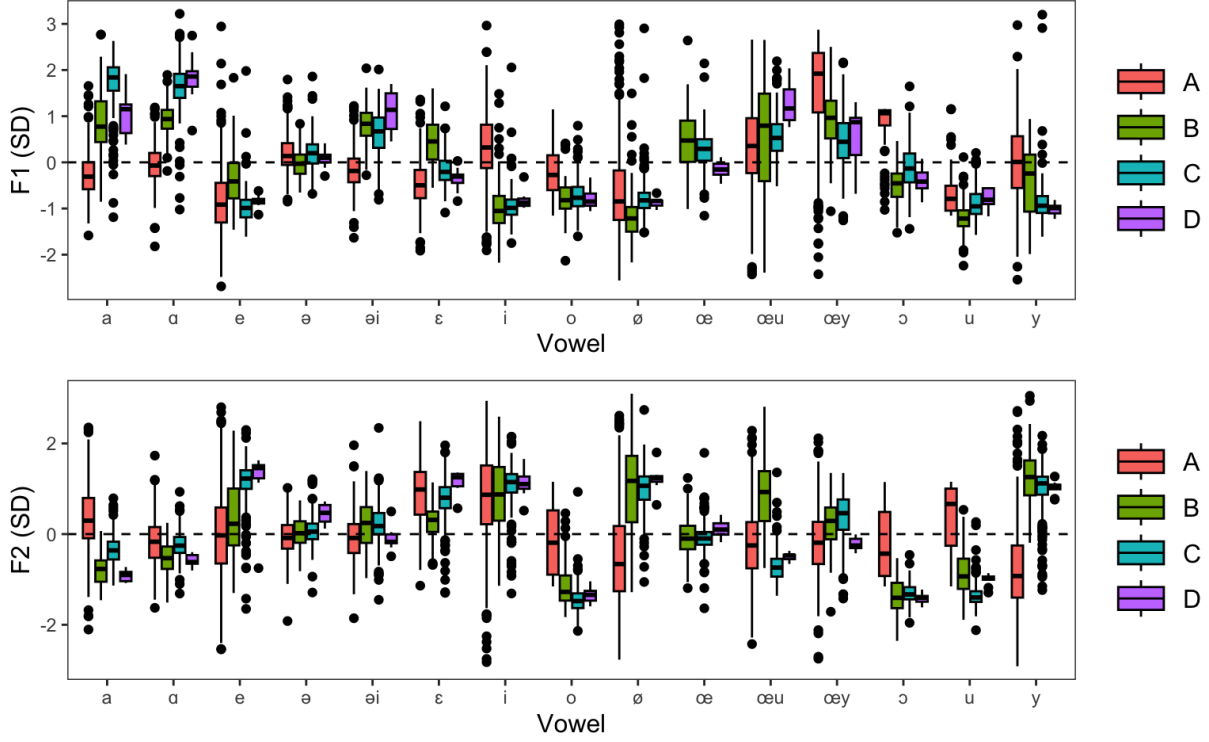 F1 (SD)
3
2
1
0
-1
-2
a ɑ e ə əi ɛ i o ø œ œu œy ɔ u y
Vowel
A
B
C
D
F2 (SD)
2
0
-2
a ɑ e ə əi ɛ i o ø œ œu œy ɔ u y
Vowel
A
B
C
D